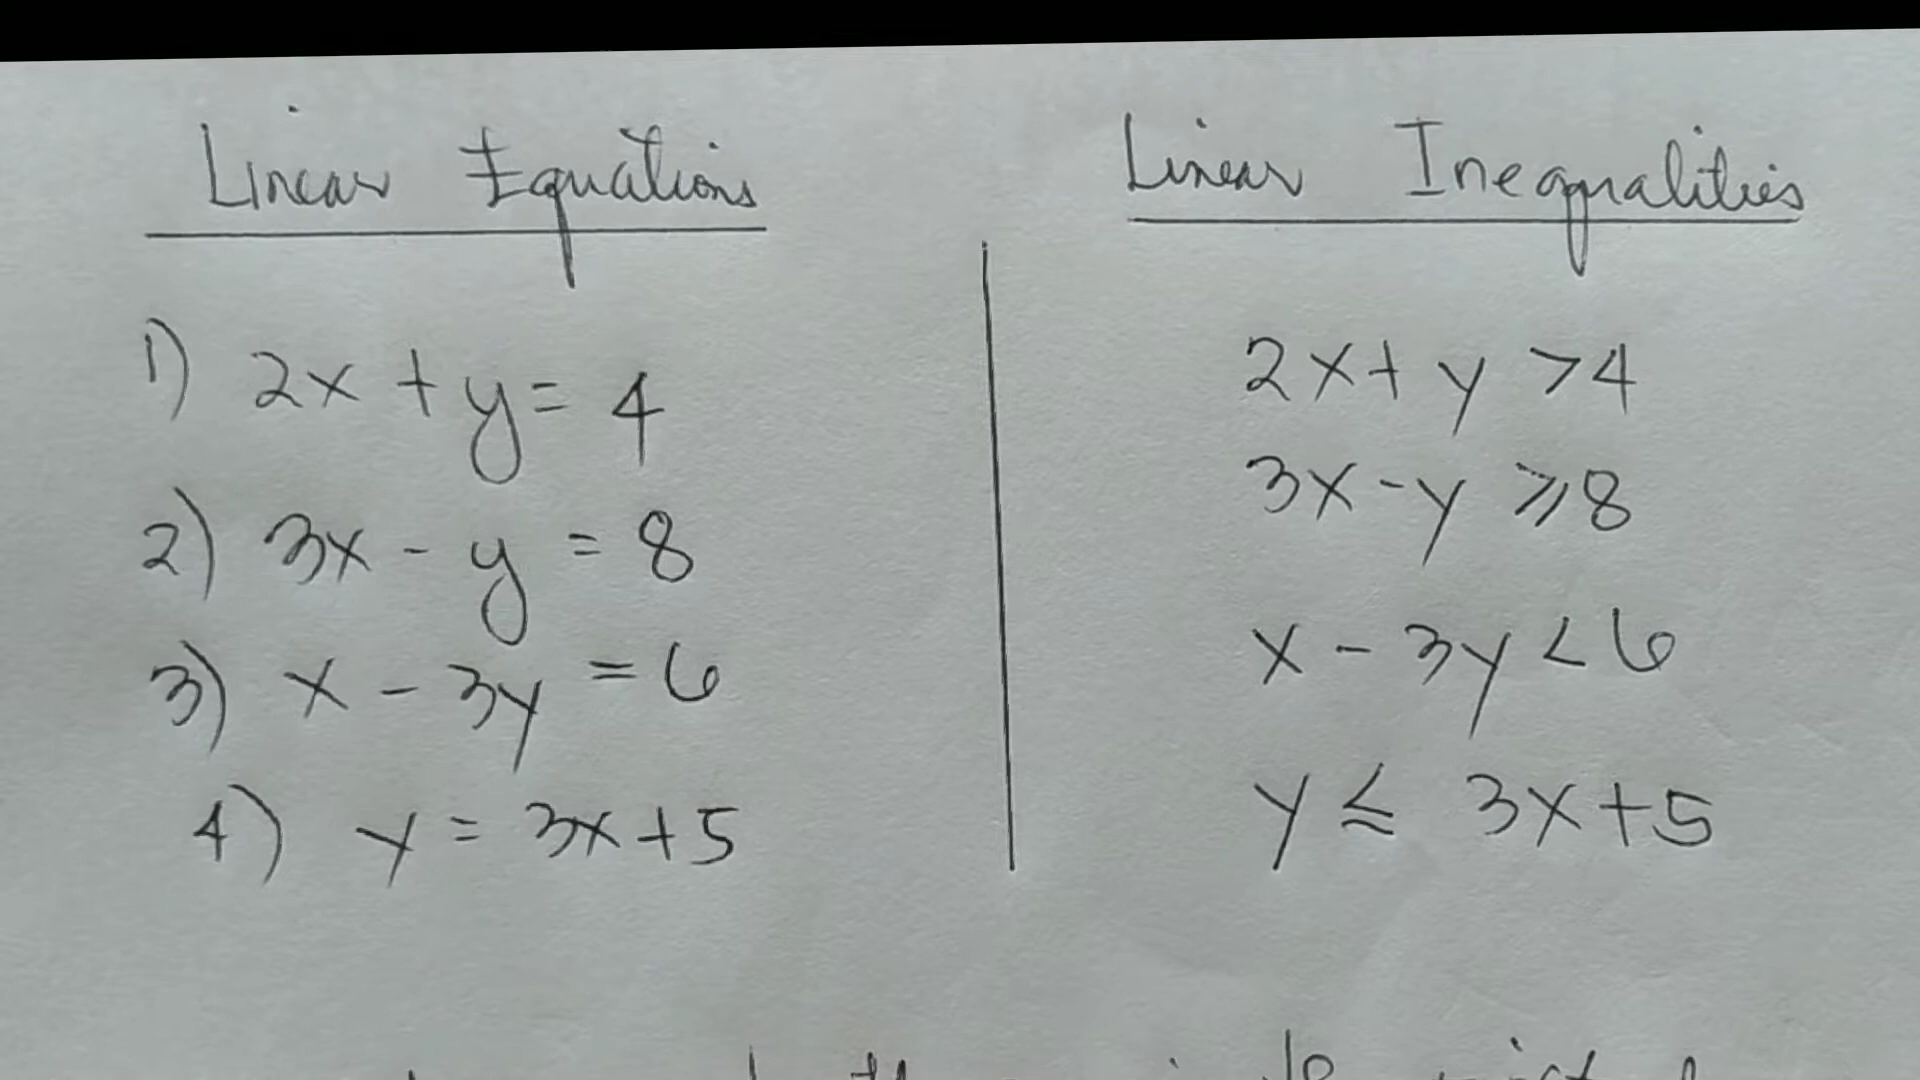 Linear Equations
1) 2x + y = 4
2) 3x - y = 8
3) x - 3y = 6
4) y = 3x + 5
Linear Inequalities
2x + y > 4
3x - y ⩾ 8
x - 3y < 6
y ≤ 3x + 5